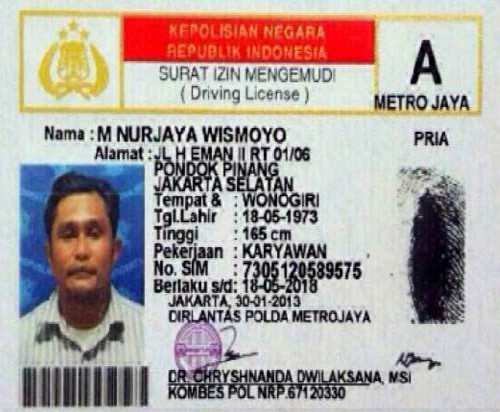 KEPOLISIAN NEGARA
REPUBLIK INDONESIA
SURAT IZIN MENGEMUDI
( Driving License )
A
METRO JAYA
Nama : M NURJAYA WISMOYO
PRIA
Alamat : JL H EMAN II RT 01/06
PONDOK PINANG
JAKARTA SELATAN
Tempat & : WONOGIRI
Tgl.Lahir : 18-05-1973
Tinggi : 165 cm
Pekerjaan : KARYAWAN
No. SIM : 7305120589575
Berlaku s/d : 18-05-2018
JAKARTA, 30-01-2013
DIRLANTAS POLDA METROJAYA
DR. CHRYSHNANDA DWILAKSANA, MSi
KOMBES POL NRP.67120330